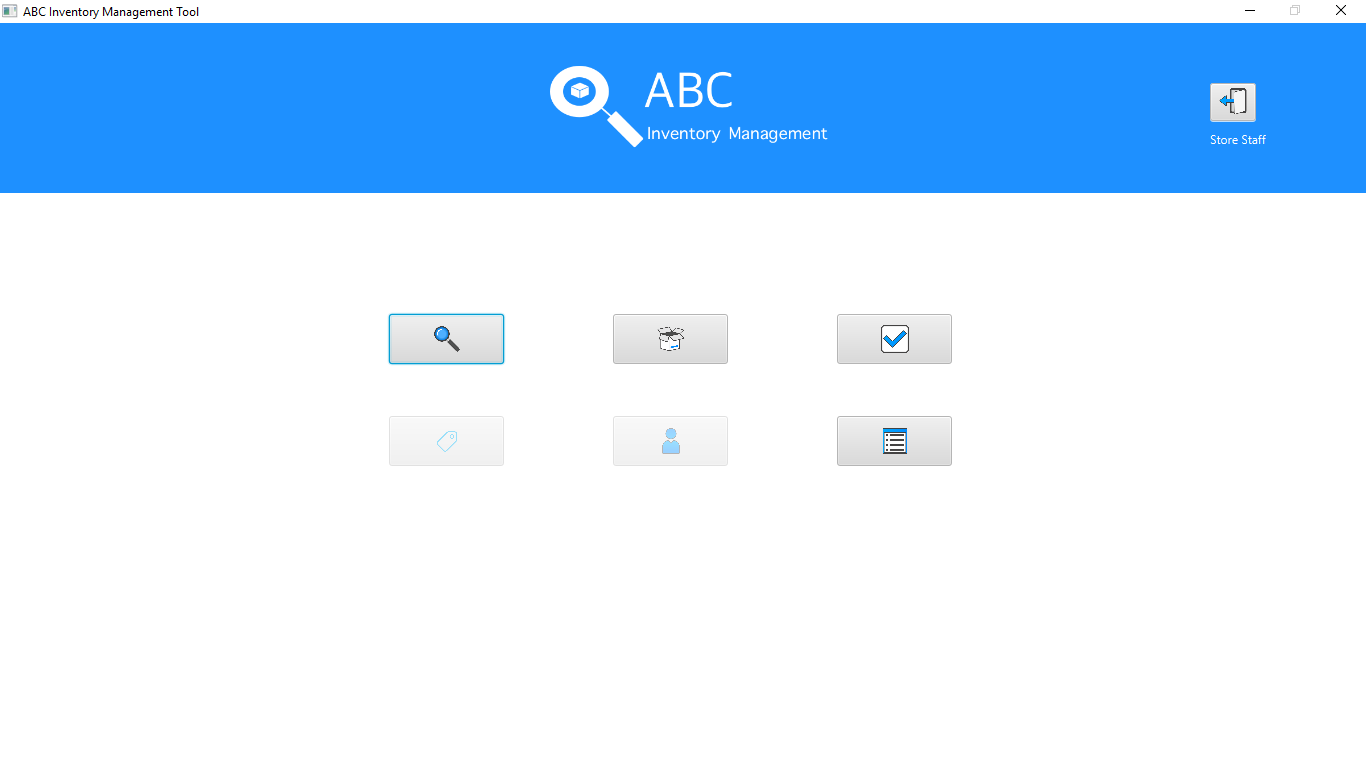 ABC Inventory Management Tool
ABC
Inventory Management
Store Staff